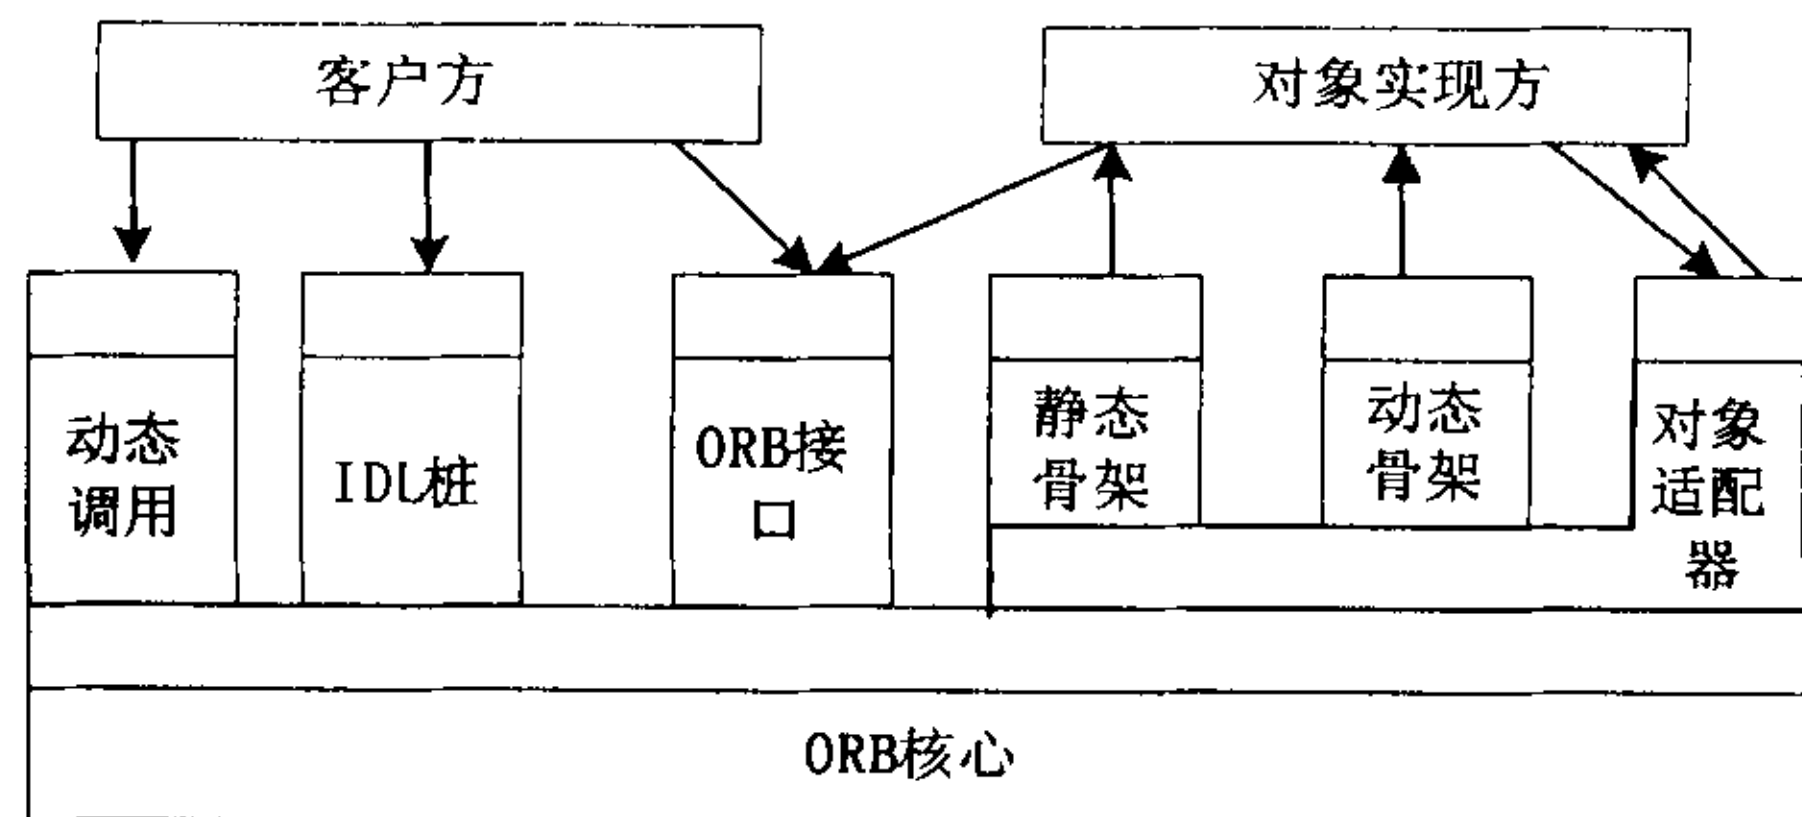 客户方
对象实现方
动态
调用
IDL桩
ORB接
口
静态
骨架
动态
骨架
对象
适配
器
ORB核心